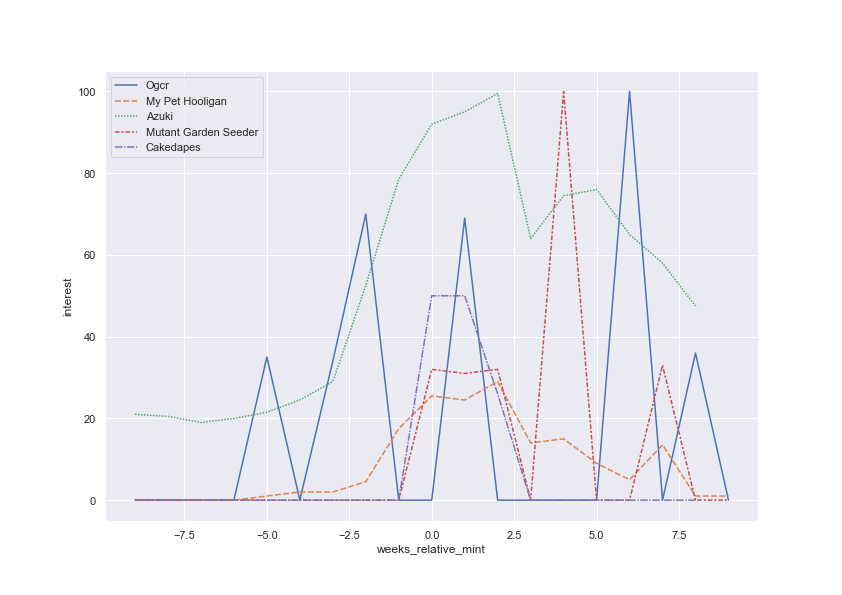 Ogcr
My Pet Hooligan
Azuki
Mutant Garden Seeder
Cakedapes
100
80
60
40
20
0
interest
−7.5 −5.0 −2.5 0.0 2.5 5.0 7.5
weeks_relative_mint